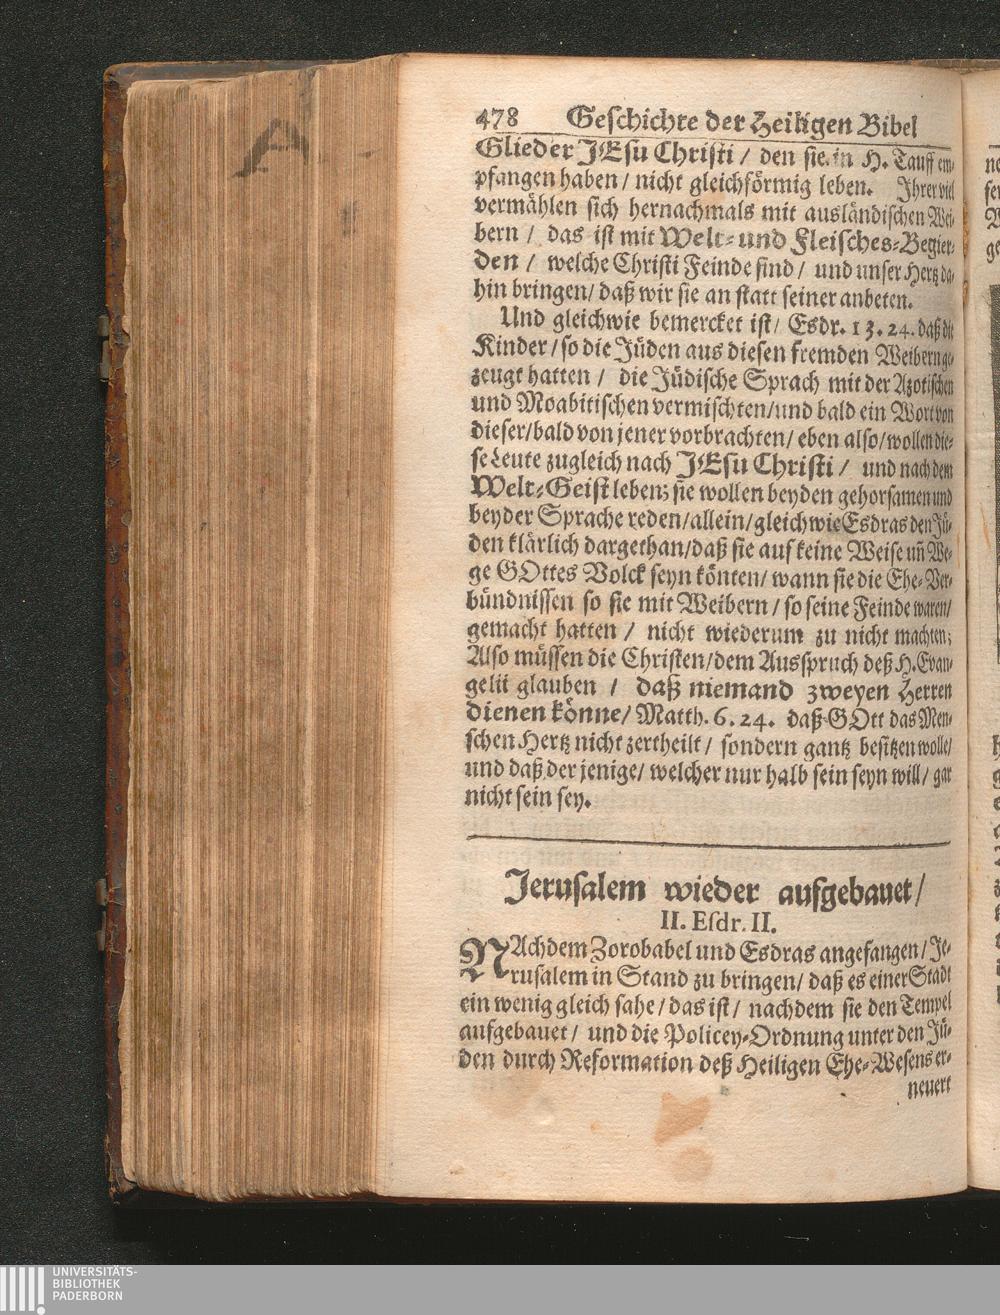 478 Geschichte der Heiligen Bibel
Glieder JEsu Christi / den sie in H. Tauff em-
pfangen haben / nicht gleichförmig leben. Ihrer viel
vermählen sich hernachmals mit ausländischen Wei-
bern / das ist mit Welt- und Fleisches-Begier-
den / welche Christi Feinde sind / und unser Hertz da-
hin bringen / daß wir sie an statt seiner anbeten.
Und gleichwie bemercket ist / Esdr. 13. 24. daß die
Kinder / so die Jüden aus diesen fremden Weibern ge-
zeugt hatten / die Jüdische Sprach mit der Azotischen
und Moabitischen vermischten / und bald ein Wort von
dieser / bald von jener vorbrachten / eben also / wollen die-
se Leute zugleich nach JEsu Christi / und nach dem
Welt-Geist leben; sie wollen beyden gehorsamen und
beyder Sprache reden / allein / gleichwie Esdras den Jü-
den klärlich dargethan / daß sie auf keine Weise uñ We-
ge GOttes Volck seyn könten / wann sie die Ehe-Ver-
bündnissen so sie mit Weibern / so seine Feinde waren /
gemacht hatten / nicht wiederum zu nicht machten;
Also müssen die Christen / dem Ausspruch deß H. Evan-
gelii glauben / daß niemand zweyen Herren
dienen könne / Matth. 6. 24. daß GOtt das Men-
schen Hertz nicht zertheilt / sondern gantz besitzen wolle /
und daß der jenige / welcher nur halb sein seyn will / gar
nicht sein sey.
Jerusalem wieder aufgebauet /
II. Esdr. II.
NAchdem Zorobabel und Esdras angefangen / Je-
rusalem in Stand zu bringen / daß es einer Stadt
ein wenig gleich sahe / das ist / nachdem sie den Tempel
aufgebauet / und die Policey-Ordnung unter den Jü-
den durch Reformation deß Heiligen Ehe-Wesens er-
neuert
A
UNIVERSITÄTS-
BIBLIOTHEK
PADERBORN